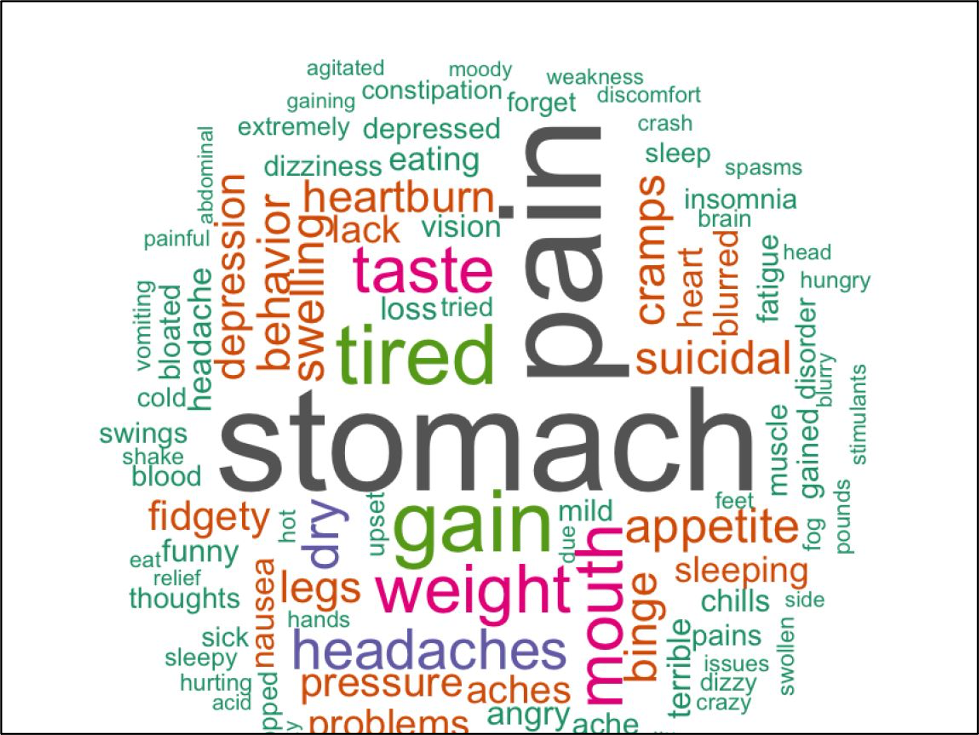 agitated
moody
weakness
gaining
constipation
forget
discomfort
extremely
depressed
crash
abdominal
dizziness
eating
sleep
spasms
heartburn
pain
insomnia
painful
depression
behavior
swelling
lack
vision
cramps
heart
blurred
brain
fatigue
head
taste
hungry
vomiting
bloated
headache
loss
tried
disorder
tired
suicidal
blurry
cold
stomach
stimulants
swings
shake
blood
muscle
gained
fidgety
hot
dry
upset
gain
mild
feet
appetite
fog
pounds
eat
funny
due
relief
nausea
legs
weight
mouth
sleeping
thoughts
hands
binge
chills
side
sick
headaches
terrible
pains
swollen
sleepy
issues
hurting
pressure
aches
dizzy
acid
crazy
problems
angry
ache